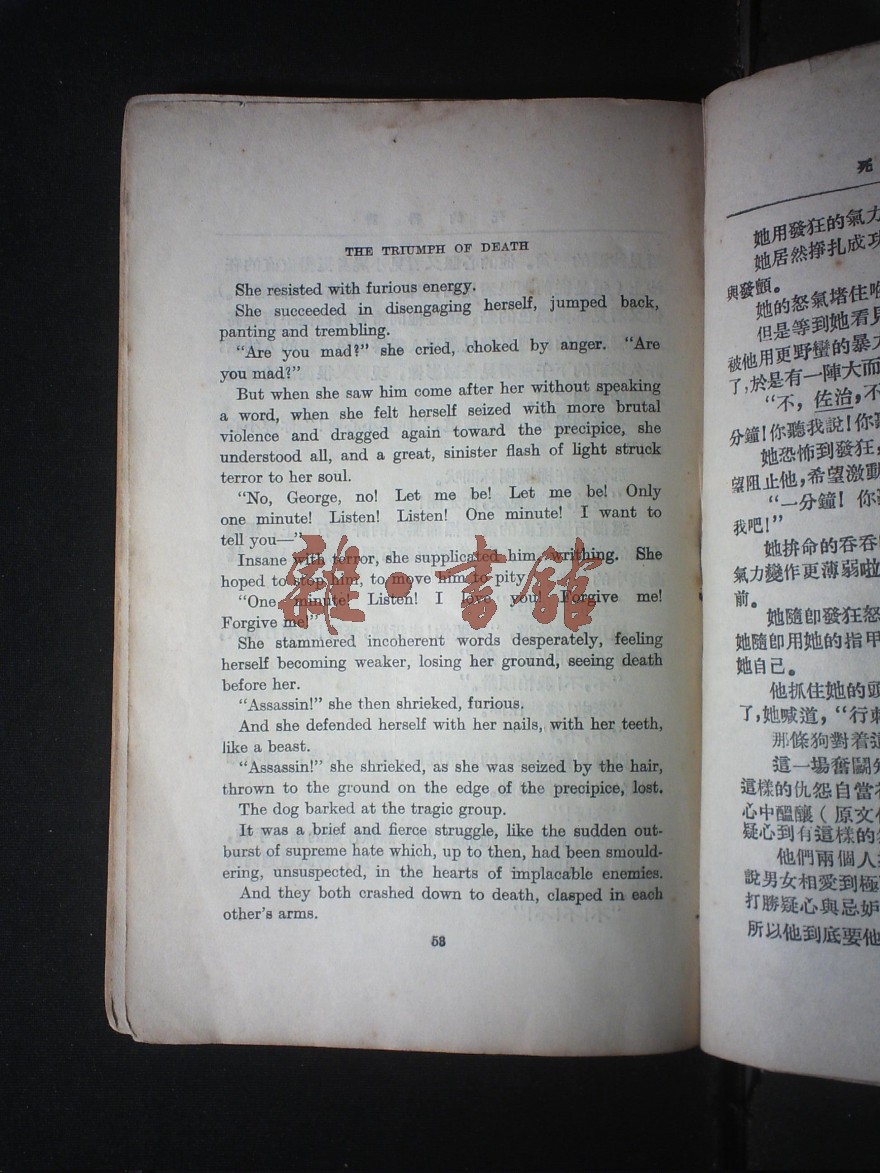 THE TRIUMPH OF DEATH
She resisted with furious energy.
She succeeded in disengaging herself, jumped back,
panting and trembling.
“Are you mad?” she cried, choked by anger. “Are
you mad?”
But when she saw him come after her without speaking
a word, when she felt herself seized with more brutal
violence and dragged again toward the precipice, she
understood all, and a great, sinister flash of light struck
terror to her soul.
“No, George, no! Let me be! Let me be! Only
one minute! Listen! Listen! One minute! I want to
tell you—”
Insane with terror, she supplicated him, writhing. She
hoped to stop him, to move him to pity.
“One minute! Listen! I love you! Forgive me!
Forgive me!”
She stammered incoherent words desperately, feeling
herself becoming weaker, losing her ground, seeing death
before her.
“Assassin!” she then shrieked, furious.
And she defended herself with her nails, with her teeth,
like a beast.
“Assassin!” she shrieked, as she was seized by the hair,
thrown to the ground on the edge of the precipice, lost.
The dog barked at the tragic group.
It was a brief and fierce struggle, like the sudden out-
burst of supreme hate which, up to then, had been smould-
ering, unsuspected, in the hearts of implacable enemies.
And they both crashed down to death, clasped in each
other's arms.
53
雜·書館
死
她用發狂的氣力
她居然掙扎成功
與發顫。
她的怒氣堵住喉
但是等到她看見
被他用更野蠻的暴力
了,於是有一陣大而
“不,佐治,不
分鐘!你聽我說!你聽
她恐怖到發狂,
望阻止他,希望激動
“一分鐘! 你
我吧!”
她拚命的吞吞
氣力變作更薄弱啦
前。
她隨卽發狂怒
她隨卽用她的指甲
她自己。
他抓住她的頭
了,她喊道,“行刺
那條狗對着這
這一場奮鬭
這樣的仇怨自當
心中醞釀(原文
疑心到有這樣的
他們兩個人
說男女相愛到極
打勝疑心與忌妒
所以他到底要他